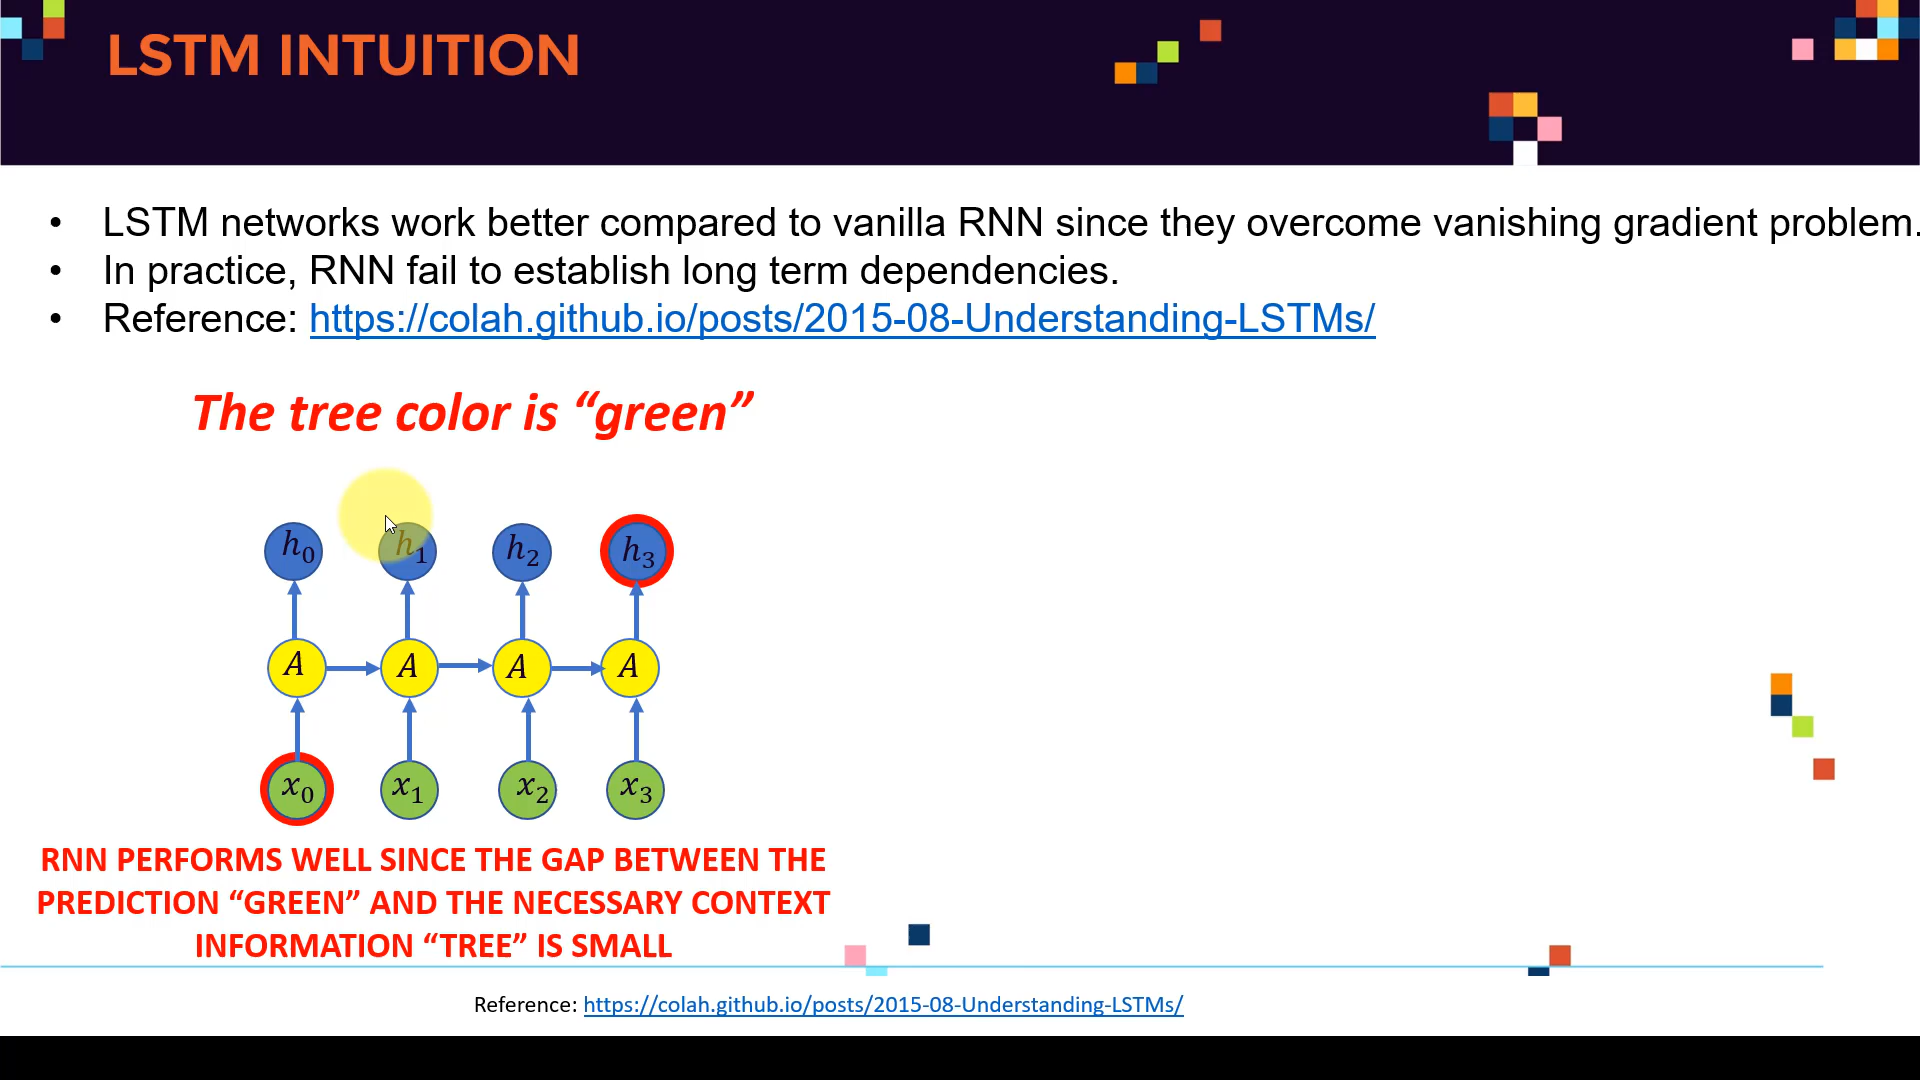 LSTM INTUITION
• LSTM networks work better compared to vanilla RNN since they overcome vanishing gradient problem.
• In practice, RNN fail to establish long term dependencies.
• Reference: https://colah.github.io/posts/2015-08-Understanding-LSTMs/
The tree color is “green”
h0 h1 h2 h3
A A A A
x0 x1 x2 x3
RNN PERFORMS WELL SINCE THE GAP BETWEEN THE
PREDICTION “GREEN” AND THE NECESSARY CONTEXT
INFORMATION “TREE” IS SMALL
Reference: https://colah.github.io/posts/2015-08-Understanding-LSTMs/